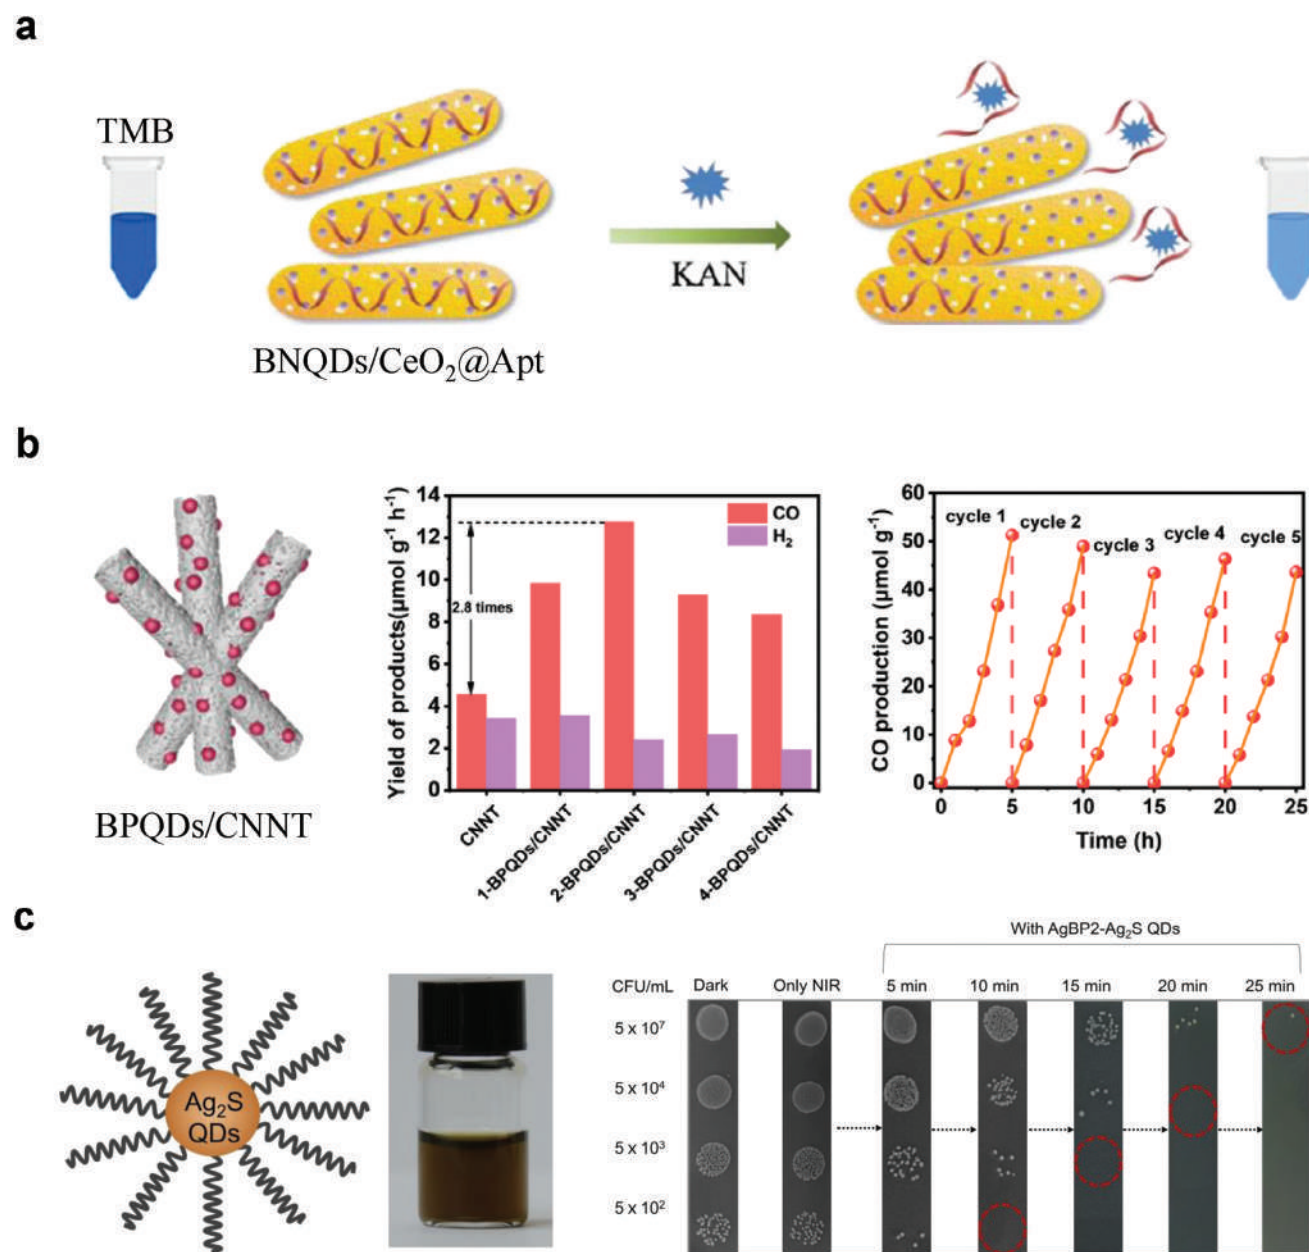 a
TMB
KAN
BNQDs/CeO₂@Apt
b
BPQDs/CNNT
Yield of products(μmol g⁻¹ h⁻¹)
14
12
10
8
6
4
2
0
CO
H₂
2.8 times
CNNT
1-BPQDs/CNNT
2-BPQDs/CNNT
3-BPQDs/CNNT
4-BPQDs/CNNT
CO production (μmol g⁻¹)
60
50
40
30
20
10
0
cycle 1
cycle 2
cycle 3
cycle 4
cycle 5
0 5 10 15 20 25
Time (h)
c
Ag₂S
QDs
With AgBP2-Ag₂S QDs
CFU/mL Dark Only NIR 5 min 10 min 15 min 20 min 25 min
5 x 10⁷
5 x 10⁴
5 x 10³
5 x 10²